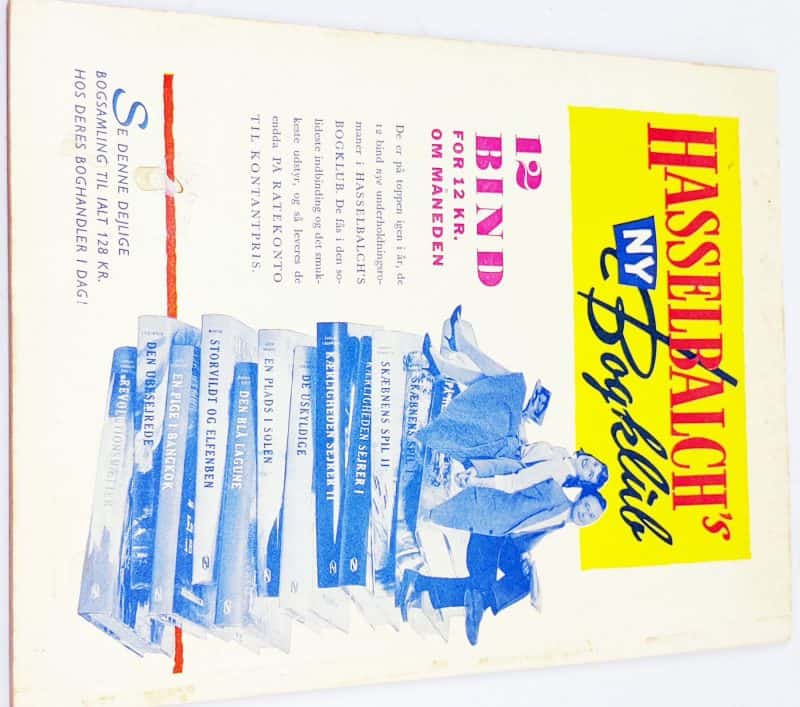 HASSELBALCH's
NY Bogklub
12
BIND
FOR 12 KR.
OM MÅNEDEN
De er på toppen igen i år, de
12 bind nye underholdningsro-
maner i HASSELBALCH'S
BOGKLUB. De fås i den so-
lideste indbinding og det smuk-
keste udstyr, og så leveres de
endda PÅ RATEKONTO
TIL KONTANTPRIS.
SKÆBNENS SPIL I
SKÆBNENS SPIL II
KÆRLIGHEDEN SEJRER I
KÆRLIGHEDEN SEJRER II
DE USKYLDIGE
EN PLADS I SOLEN
DEN BLÅ LAGUNE
STORVILDT OG ELFENBEN
EN PIGE I BANGKOK
DEN UBESEJREDE
REVOLUTIONSNÆTTER
SE DENNE DEJLIGE
BOGSAMLING TIL IALT 128 KR.
HOS DERES BOGHANDLER I DAG!